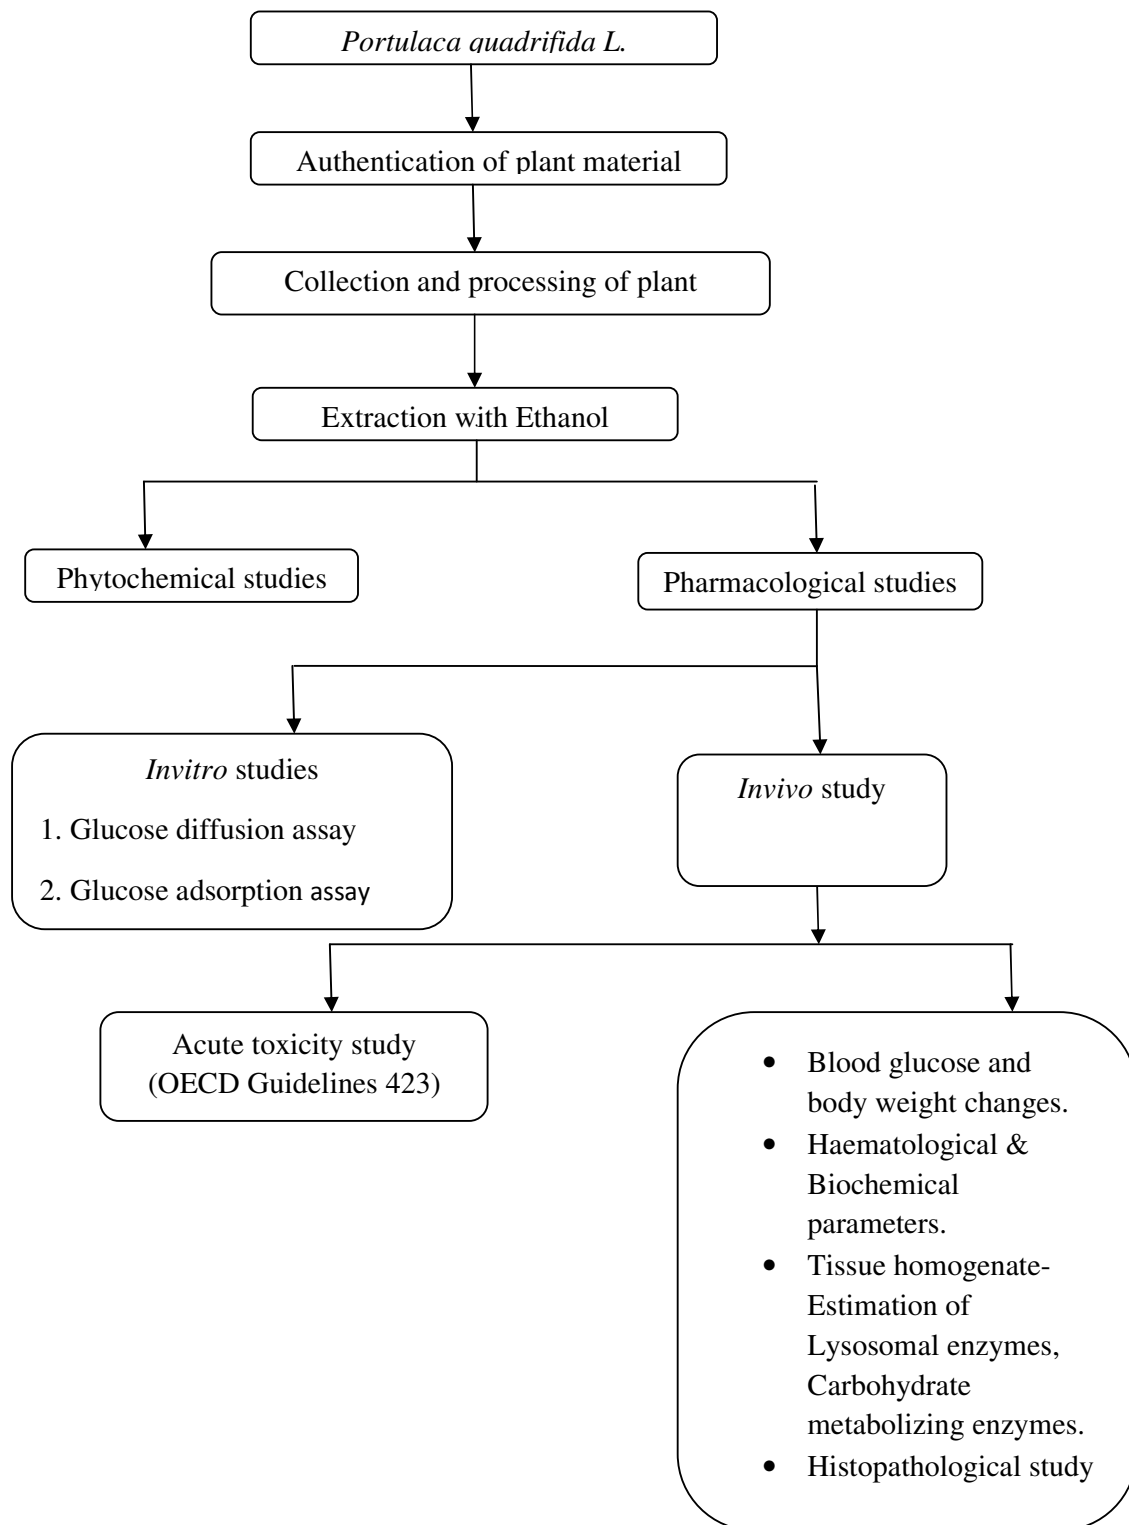 Portulaca quadrifida L.
Authentication of plant material
Collection and processing of plant
Extraction with Ethanol
Phytochemical studies
Pharmacological studies
Invitro studies
1. Glucose diffusion assay
2. Glucose adsorption assay
Invivo study
Acute toxicity study
(OECD Guidelines 423)
• Blood glucose and
body weight changes.
• Haematological &
Biochemical
parameters.
• Tissue homogenate-
Estimation of
Lysosomal enzymes,
Carbohydrate
metabolizing enzymes.
• Histopathological study